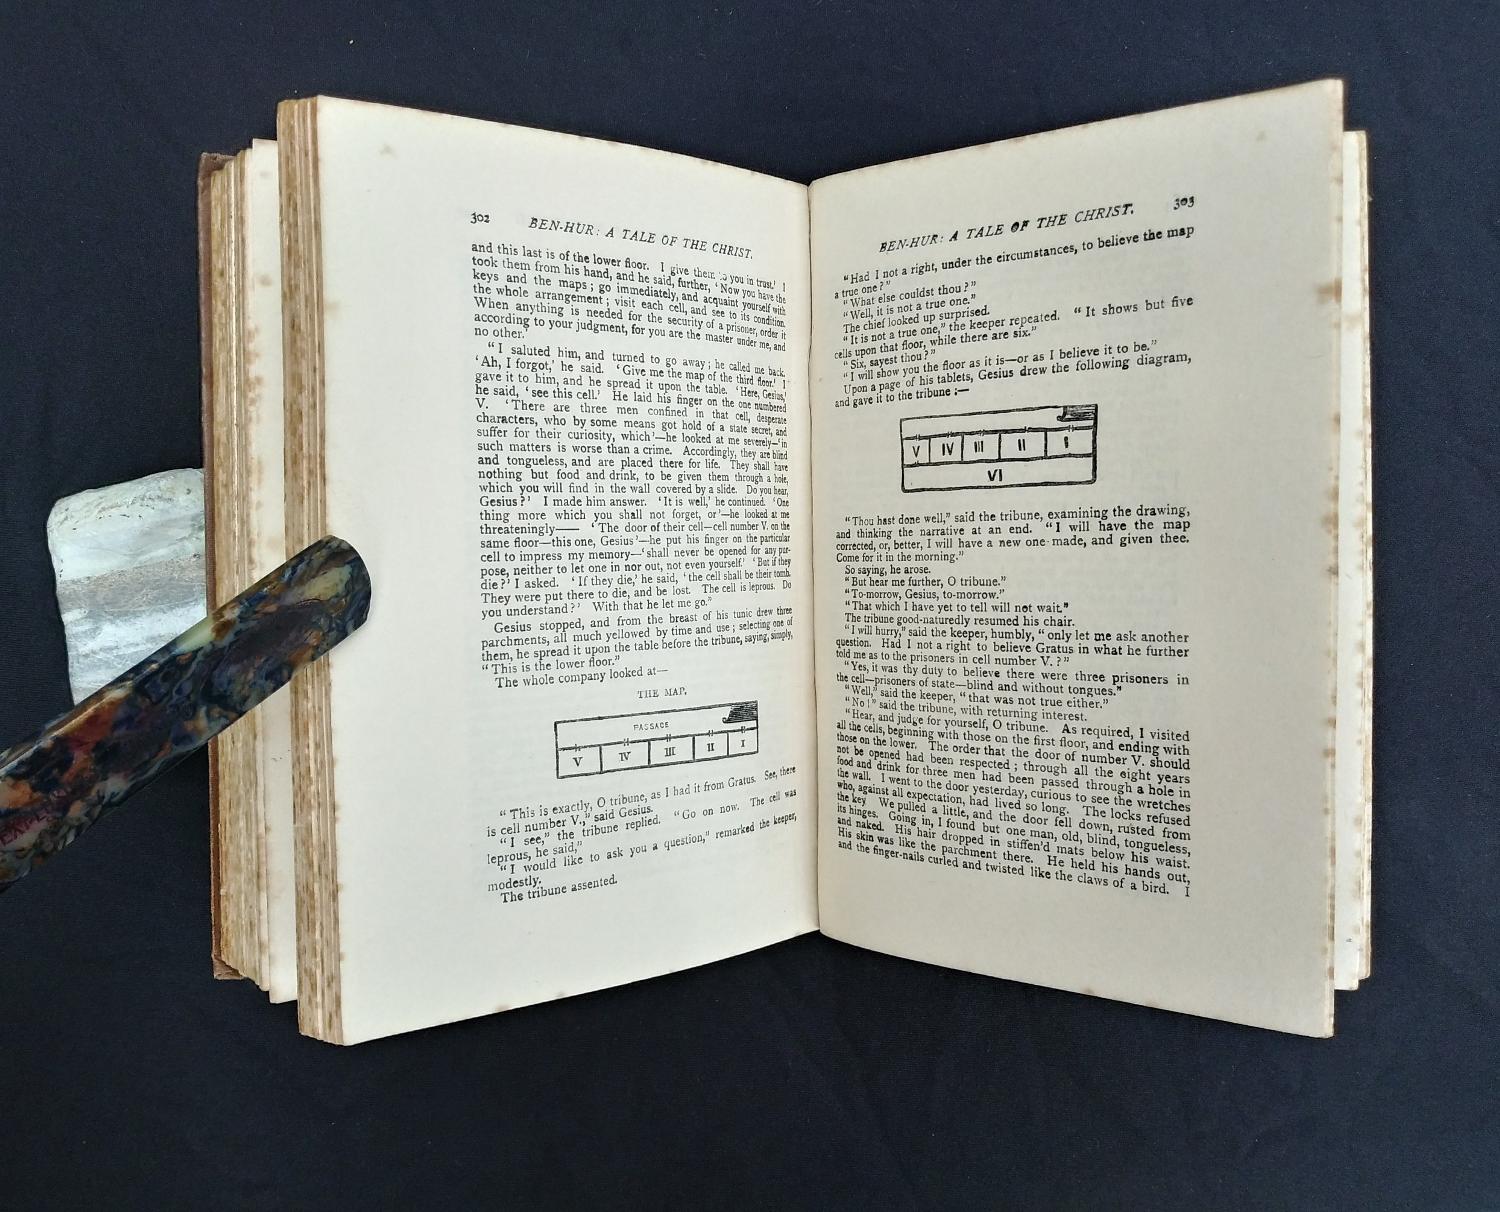 302
BEN-HUR: A TALE OF THE CHRIST.
and this last is of the lower floor. I give them to you in trust.' I
took them from his hand, and he said, further, 'Now you have the
keys and the maps; go immediately, and acquaint yourself with
the whole arrangement; visit each cell, and see to its condition.
When anything is needed for the security of a prisoner, order it
according to your judgment, for you are the master under me, and
no other.'
"I saluted him, and turned to go away; he called me back.
'Ah, I forgot,' he said. 'Give me the map of the third floor.' I
gave it to him, and he spread it upon the table. 'Here, Gesius,'
he said, 'see this cell.' He laid his finger on the one numbered
V. 'There are three men confined in that cell, desperate
characters, who by some means got hold of a state secret, and
suffer for their curiosity, which'—he looked at me severely—'in
such matters is worse than a crime. Accordingly, they are blind
and tongueless, and are placed there for life. They shall have
nothing but food and drink, to be given them through a hole,
which you will find in the wall covered by a slide. Do you hear,
Gesius?' I made him answer. 'It is well,' he continued. 'One
thing more which you shall not forget, or'—he looked at me
threateningly—— 'The door of their cell—cell number V. on the
same floor—this one, Gesius'—he put his finger on the particular
cell to impress my memory—'shall never be opened for any pur-
pose, neither to let one in nor out, not even yourself.' 'But if they
die?' I asked. 'If they die,' he said, 'the cell shall be their tomb.
They were put there to die, and be lost. The cell is leprous. Do
you understand?' With that he let me go."
Gesius stopped, and from the breast of his tunic drew three
parchments, all much yellowed by time and use; selecting one of
them, he spread it upon the table before the tribune, saying, simply,
"This is the lower floor."
The whole company looked at—
THE MAP.
PASSAGE
V IV III II I
"This is exactly, O tribune, as I had it from Gratus. See, there
is cell number V.," said Gesius.
"I see," the tribune replied. "Go on now. The cell was
leprous, he said,"
"I would like to ask you a question," remarked the keeper,
modestly.
The tribune assented.
BEN-HUR: A TALE OF THE CHRIST.
303
"Had I not a right, under the circumstances, to believe the map
a true one?"
"What else couldst thou?"
"Well, it is not a true one."
The chief looked up surprised.
"It is not a true one," the keeper repeated. "It shows but five
cells upon that floor, while there are six."
"Six, sayest thou?"
"I will show you the floor as it is—or as I believe it to be."
Upon a page of his tablets, Gesius drew the following diagram,
and gave it to the tribune:—
V IV III II I
VI
"Thou hast done well," said the tribune, examining the drawing,
and thinking the narrative at an end. "I will have the map
corrected, or, better, I will have a new one made, and given thee.
Come for it in the morning."
So saying, he arose.
"But hear me further, O tribune."
"To-morrow, Gesius, to-morrow."
"That which I have yet to tell will not wait."
The tribune good-naturedly resumed his chair.
"I will hurry," said the keeper, humbly, "only let me ask another
question. Had I not a right to believe Gratus in what he further
told me as to the prisoners in cell number V.?"
"Yes, it was thy duty to believe there were three prisoners in
the cell—prisoners of state—blind and without tongues."
"Well," said the keeper, "that was not true either."
"No!" said the tribune, with returning interest.
"Hear, and judge for yourself, O tribune. As required, I visited
all the cells, beginning with those on the first floor, and ending with
those on the lower. The order that the door of number V. should
not be opened had been respected; through all the eight years
food and drink for three men had been passed through a hole in
the wall. I went to the door yesterday, curious to see the wretches
who, against all expectation, had lived so long. The locks refused
the key We pulled a little, and the door fell down, rusted from
its hinges. Going in, I found but one man, old, blind, tongueless,
and naked. His hair dropped in stiffen'd mats below his waist.
His skin was like the parchment there. He held his hands out,
and the finger-nails curled and twisted like the claws of a bird. I